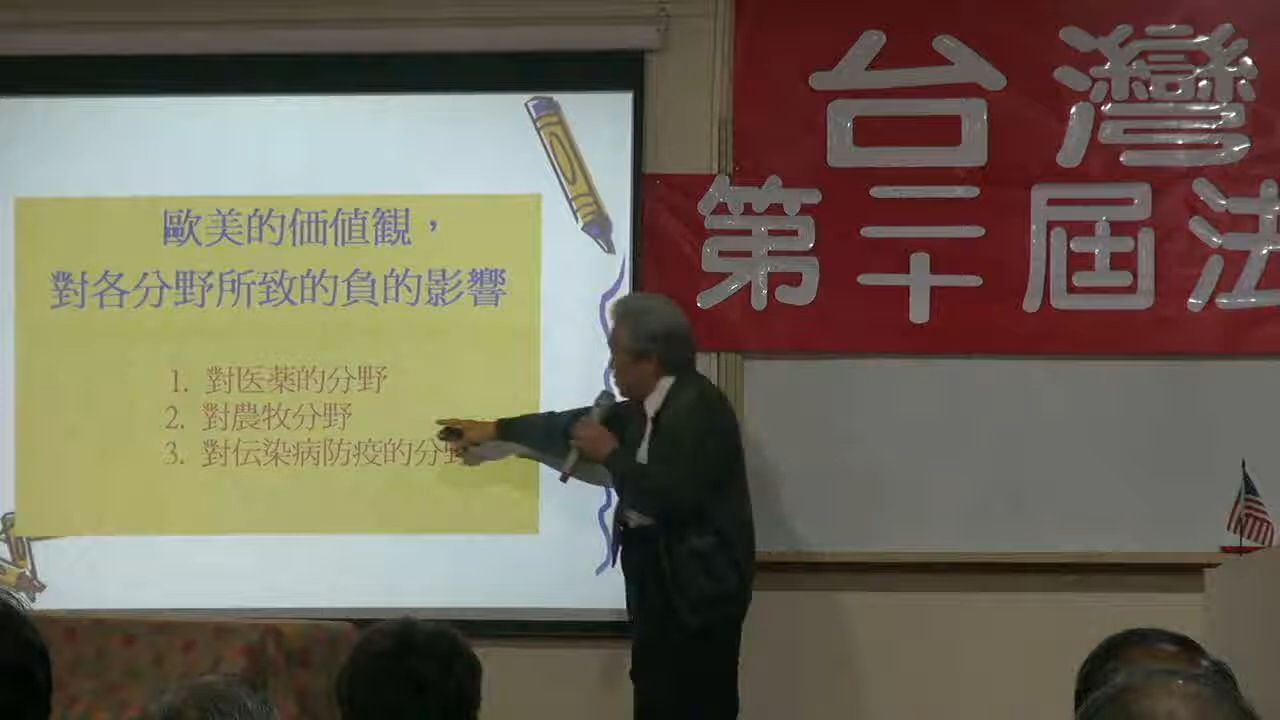 歐美的価値観，
對各分野所致的負的影響
1. 對医薬的分野
2. 對農牧分野
3. 對伝染病防疫的分野
台灣
第二十屆法